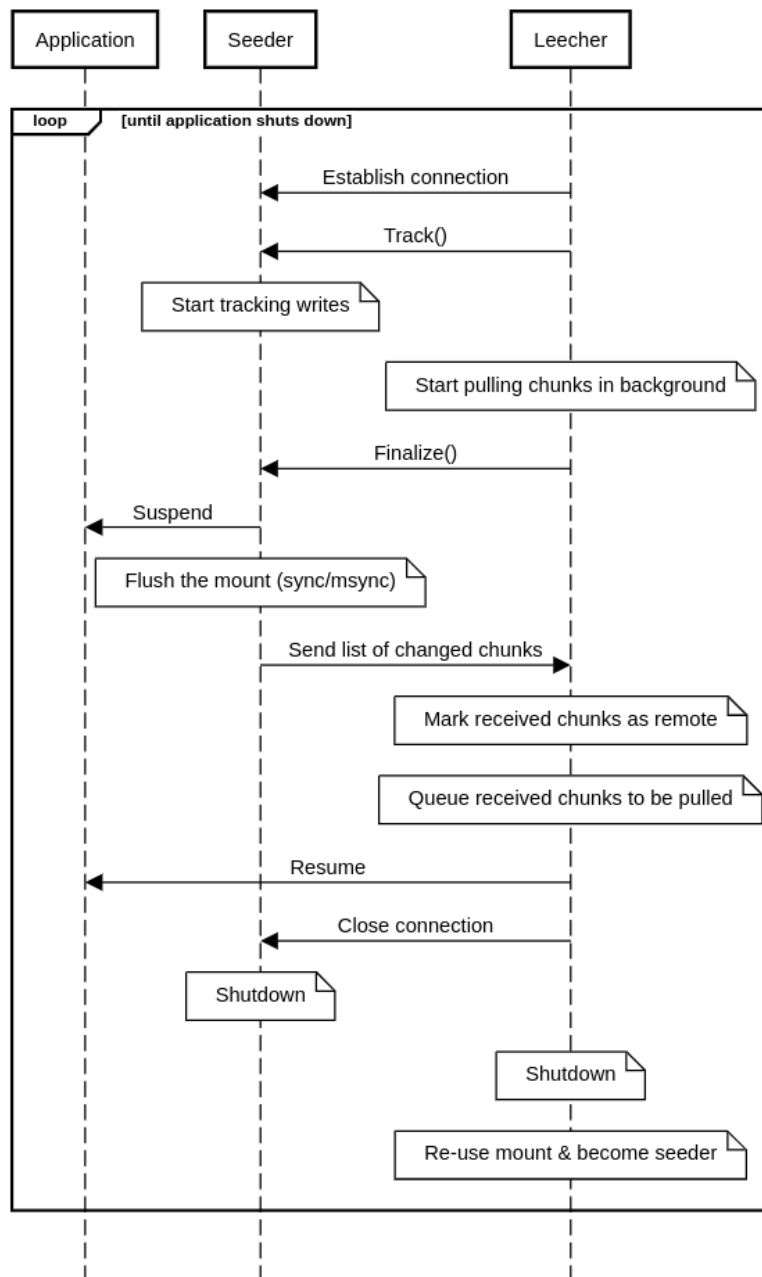 Application
Seeder
Leecher
loop
[until application shuts down]
Establish connection
Track()
Start tracking writes
Start pulling chunks in background
Finalize()
Suspend
Flush the mount (sync/msync)
Send list of changed chunks
Mark received chunks as remote
Queue received chunks to be pulled
Resume
Close connection
Shutdown
Shutdown
Re-use mount & become seeder